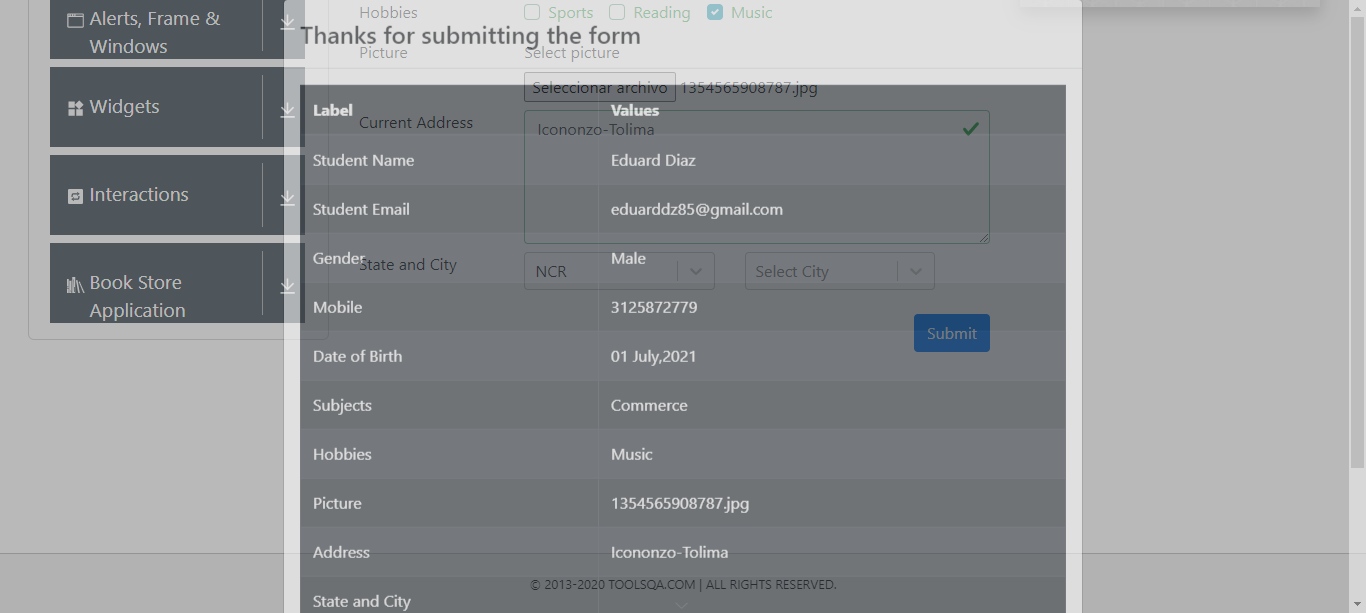 Alerts, Frame &
Windows
Widgets
Interactions
Book Store
Application
Hobbies
Sports Reading Music
Thanks for submitting the form
Picture
Select picture
Seleccionar archivo 1354565908787.jpg
Label Values
Current Address
Icononzo-Tolima
Student Name Eduard Diaz
Student Email eduarddz85@gmail.com
Gender Male
State and City
NCR
Select City
Mobile 3125872779
Submit
Date of Birth 01 July,2021
Subjects Commerce
Hobbies Music
Picture 1354565908787.jpg
Address Icononzo-Tolima
© 2013-2020 TOOLSQA.COM | ALL RIGHTS RESERVED.
State and City